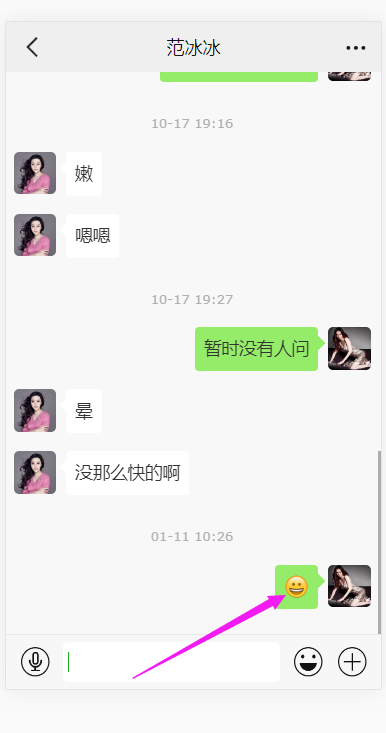 范冰冰
10-17 19:16
嫩
嗯嗯
10-17 19:27
暂时没有人问
晕
没那么快的啊
01-11 10:26
😀